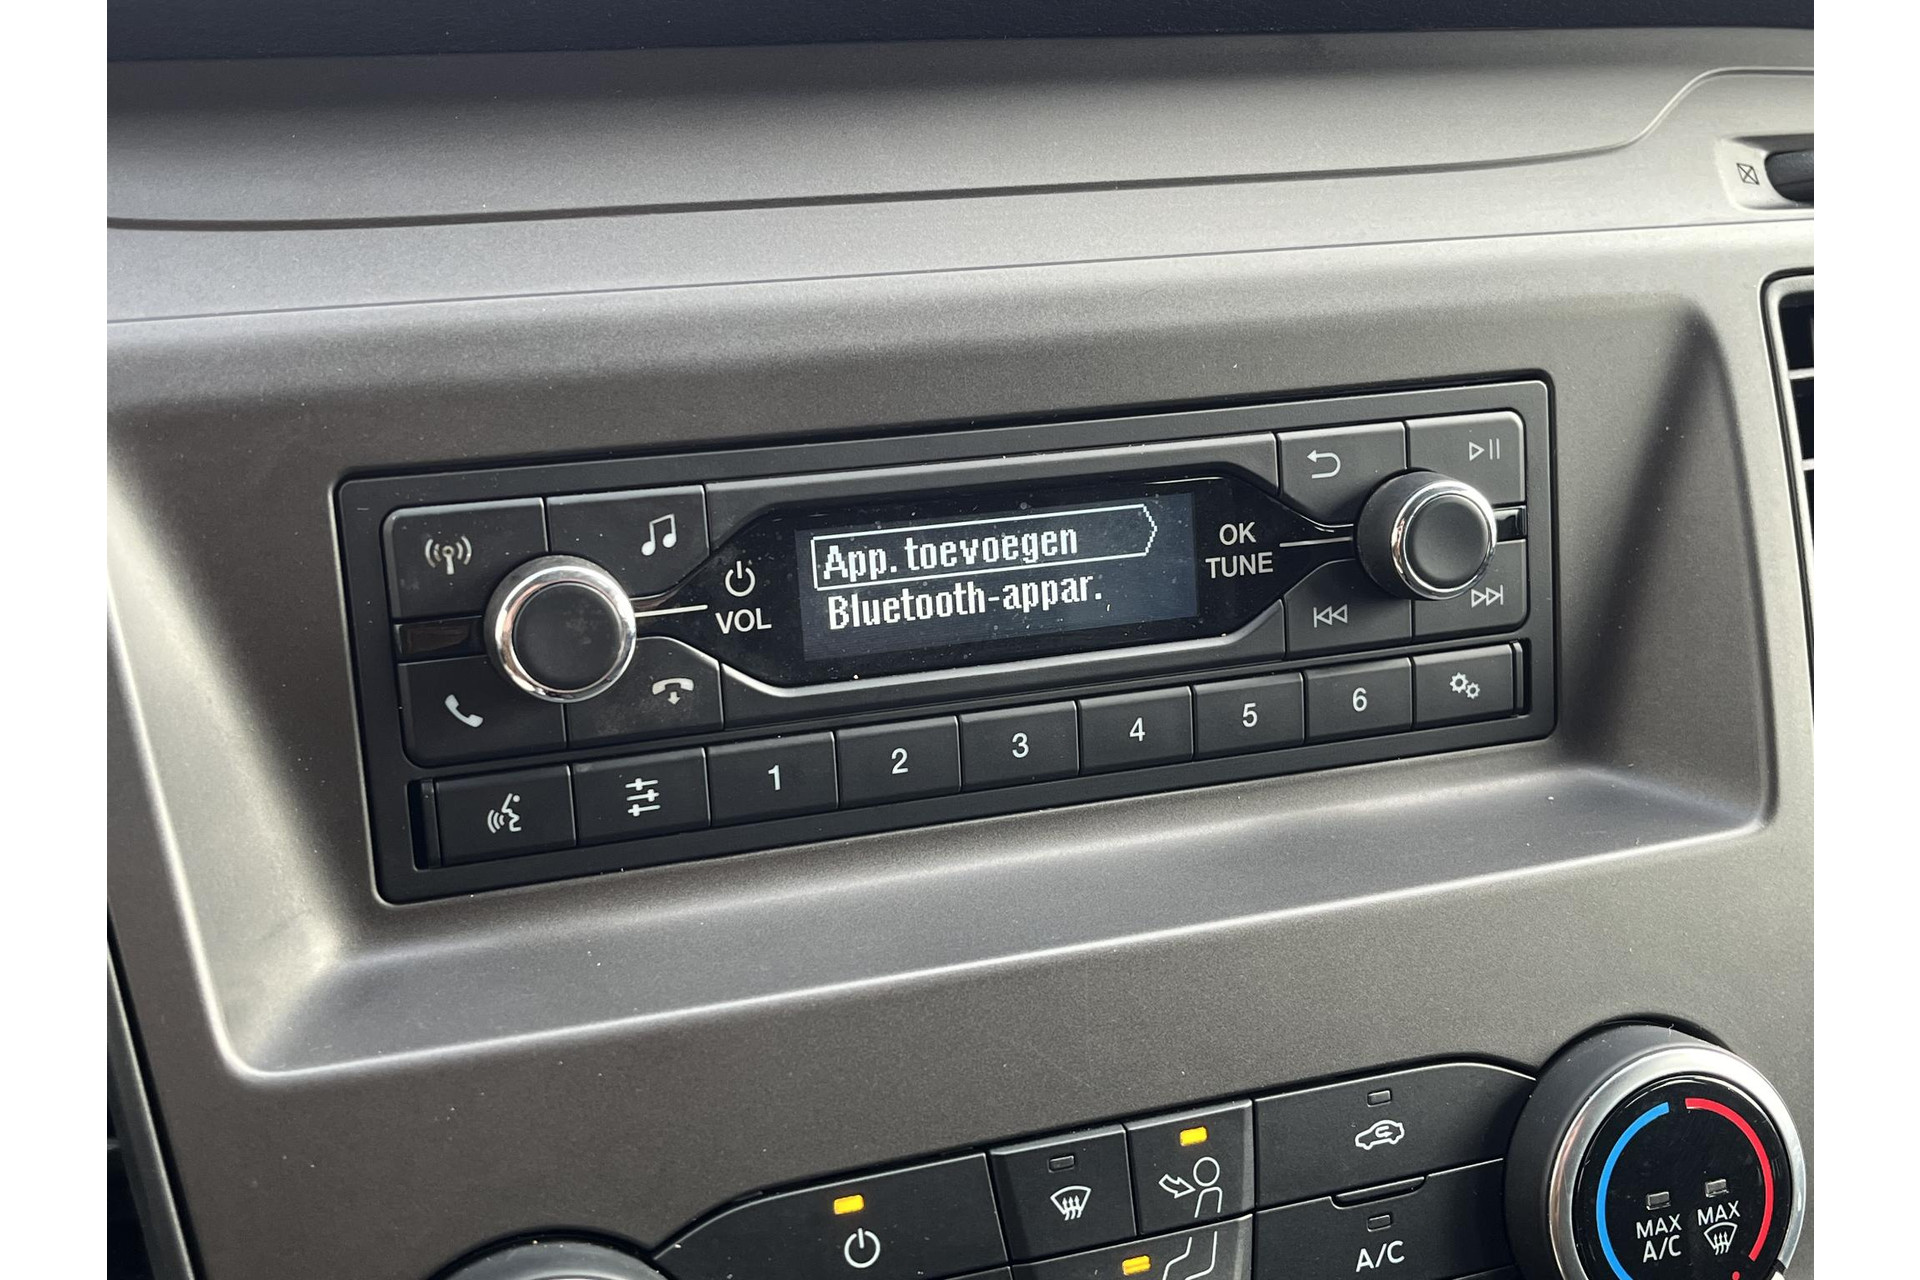 App. toevoegen
Bluetooth-appar.
VOL
OK
TUNE
1 2 3 4 5 6
A/C
MAX
A/C
MAX